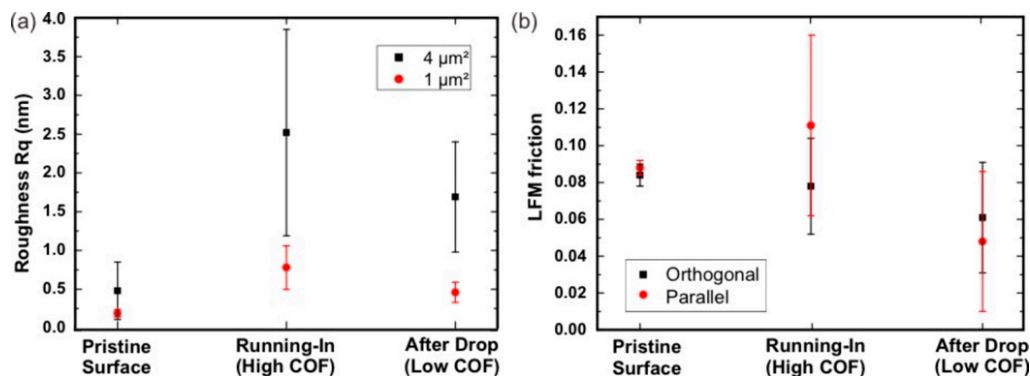 (a)
4.0
3.5
3.0
2.5
2.0
1.5
1.0
0.5
0.0
Roughness Rq (nm)
4 µm²
1 µm²
Pristine Surface
Running-In (High COF)
After Drop (Low COF)
(b)
0.16
0.14
0.12
0.10
0.08
0.06
0.04
0.02
0.00
LFM friction
Orthogonal
Parallel
Pristine Surface
Running-In (High COF)
After Drop (Low COF)